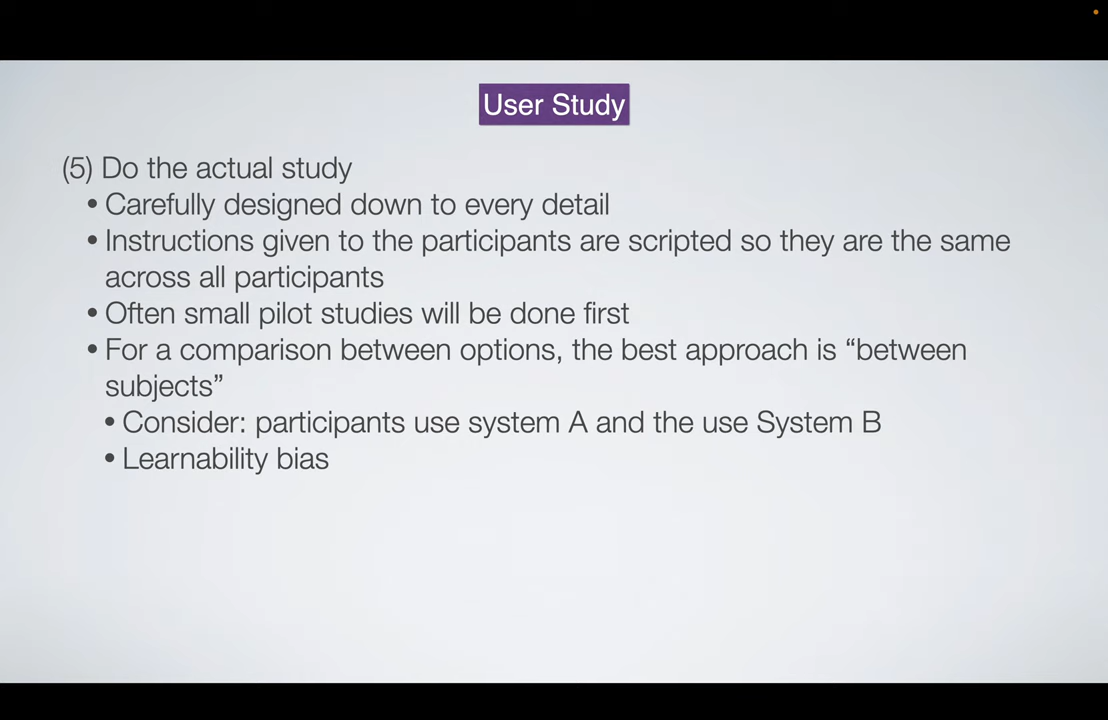 User Study
(5) Do the actual study
• Carefully designed down to every detail
• Instructions given to the participants are scripted so they are the same
across all participants
• Often small pilot studies will be done first
• For a comparison between options, the best approach is “between
subjects”
• Consider: participants use system A and the use System B
• Learnability bias